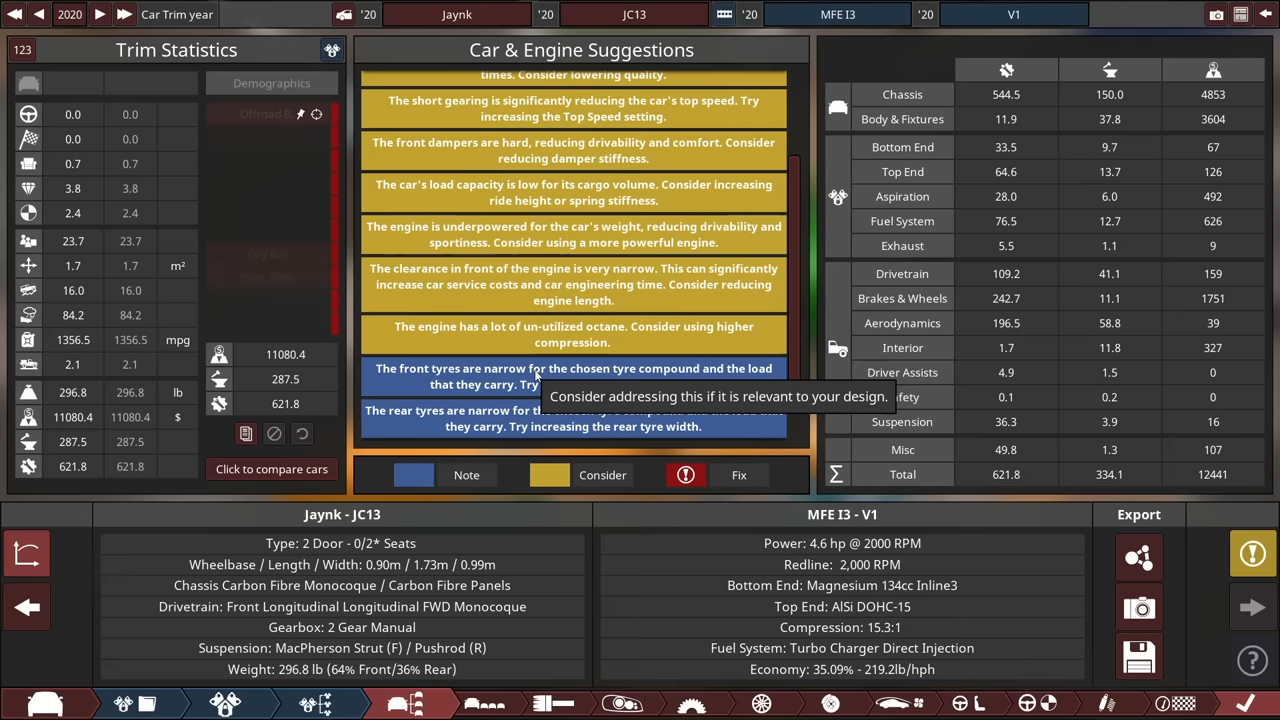 2020
Car Trim year
'20
Jaynk
'20
JC13
'20
MFE I3
'20
V1
123
Trim Statistics
Demographics
Offroad B
0.0 0.0
0.0 0.0
0.7 0.7
3.8 3.8
2.4 2.4
23.7 23.7
1.7 1.7 m²
16.0 16.0
84.2 84.2
1356.5 1356.5 mpg
2.1 2.1
296.8 296.8 lb
11080.4 11080.4 $
287.5 287.5
621.8 621.8
City Eco
11080.4
287.5
621.8
Click to compare cars
Car & Engine Suggestions
times. Consider lowering quality.
The short gearing is significantly reducing the car's top speed. Try
increasing the Top Speed setting.
The front dampers are hard, reducing drivability and comfort. Consider
reducing damper stiffness.
The car's load capacity is low for its cargo volume. Consider increasing
ride height or spring stiffness.
The engine is underpowered for the car's weight, reducing drivability and
sportiness. Consider using a more powerful engine.
The clearance in front of the engine is very narrow. This can significantly
increase car service costs and car engineering time. Consider reducing
engine length.
The engine has a lot of un-utilized octane. Consider using higher
compression.
The front tyres are narrow for the chosen tyre compound and the load
that they carry. Try
Consider addressing this if it is relevant to your design.
The rear tyres are narrow for
they carry. Try increasing the rear tyre width.
Note
Consider
Fix
Chassis 544.5 150.0 4853
Body & Fixtures 11.9 37.8 3604
Bottom End 33.5 9.7 67
Top End 64.6 13.7 126
Aspiration 28.0 6.0 492
Fuel System 76.5 12.7 626
Exhaust 5.5 1.1 9
Drivetrain 109.2 41.1 159
Brakes & Wheels 242.7 11.1 1751
Aerodynamics 196.5 58.8 39
Interior 1.7 11.8 327
Driver Assists 4.9 1.5 0
afety 0.1 0.2 0
Suspension 36.3 3.9 16
Misc 49.8 1.3 107
Σ Total 621.8 334.1 12441
Jaynk - JC13
Type: 2 Door - 0/2* Seats
Wheelbase / Length / Width: 0.90m / 1.73m / 0.99m
Chassis Carbon Fibre Monocoque / Carbon Fibre Panels
Drivetrain: Front Longitudinal Longitudinal FWD Monocoque
Gearbox: 2 Gear Manual
Suspension: MacPherson Strut (F) / Pushrod (R)
Weight: 296.8 lb (64% Front/36% Rear)
MFE I3 - V1
Power: 4.6 hp @ 2000 RPM
Redline: 2,000 RPM
Bottom End: Magnesium 134cc Inline3
Top End: AlSi DOHC-15
Compression: 15.3:1
Fuel System: Turbo Charger Direct Injection
Economy: 35.09% - 219.2lb/hph
Export